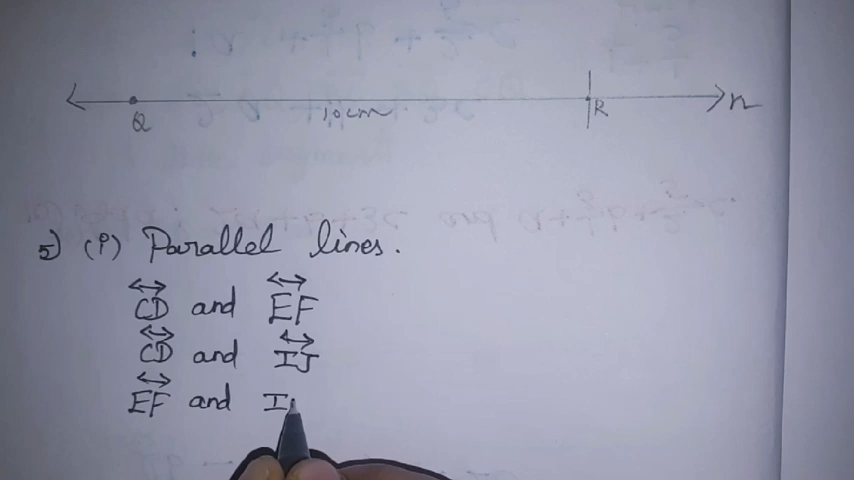 Q 10cm R n
5) (i) Parallel lines.
CD and EF
CD and IJ
EF and I